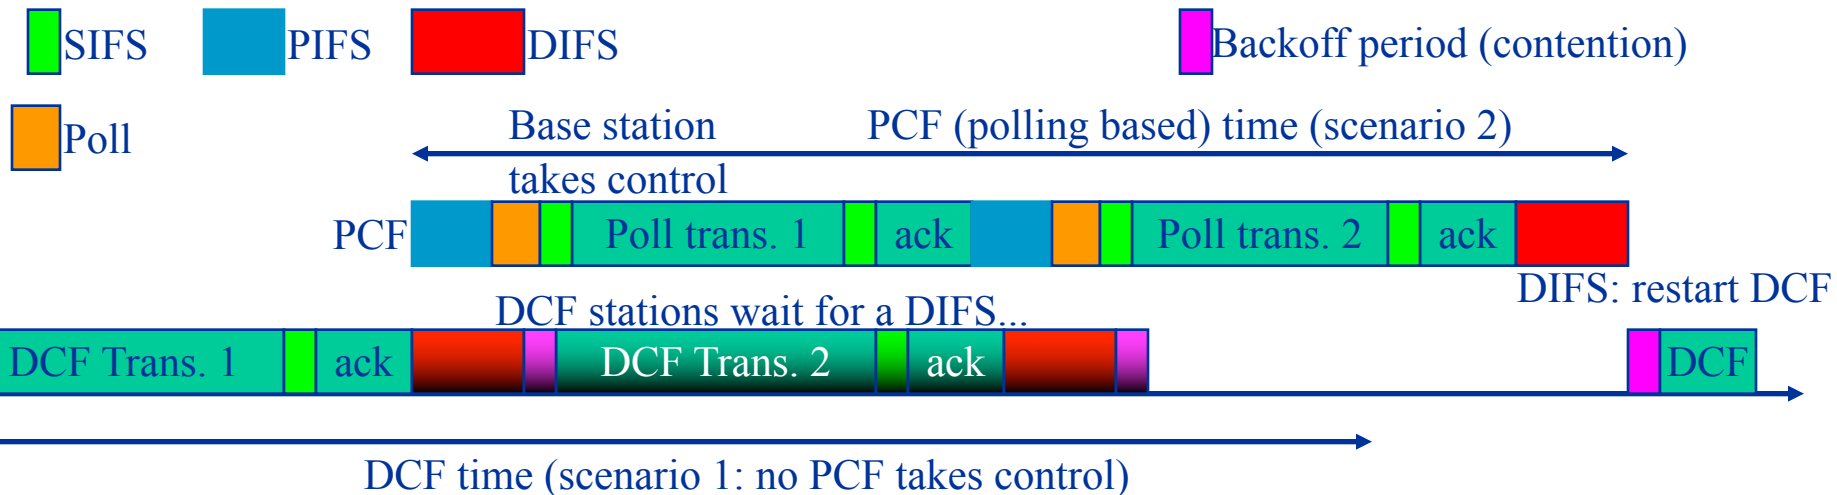 SIFS PIFS DIFS Backoff period (contention)
Poll
Base station PCF (polling based) time (scenario 2)
takes control
PCF Poll trans. 1 ack Poll trans. 2 ack
DIFS: restart DCF
DCF stations wait for a DIFS...
DCF Trans. 1 ack DCF Trans. 2 ack DCF
DCF time (scenario 1: no PCF takes control)